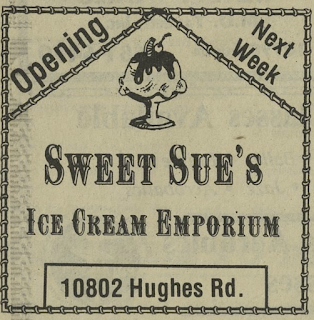 Opening
Next
Week
SWEET SUE'S
ICE CREAM EMPORIUM
10802 Hughes Rd.